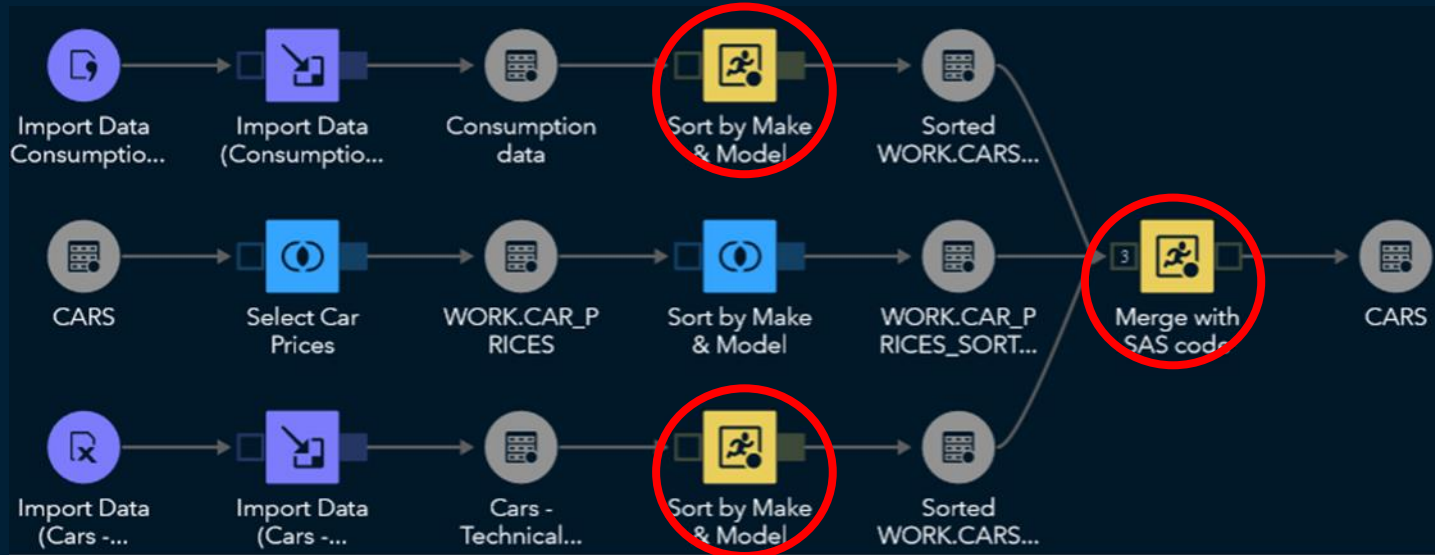 Import Data
Consumptio...
Import Data
(Consumptio...
Consumption
data
Sort by Make
& Model
Sorted
WORK.CARS...
CARS
Select Car
Prices
WORK.CAR_P
RICES
Sort by Make
& Model
WORK.CAR_P
RICES_SORT...
3
Merge with
SAS code
CARS
Import Data
(Cars -...
Import Data
(Cars -...
Cars -
Technical...
Sort by Make
& Model
Sorted
WORK.CARS...